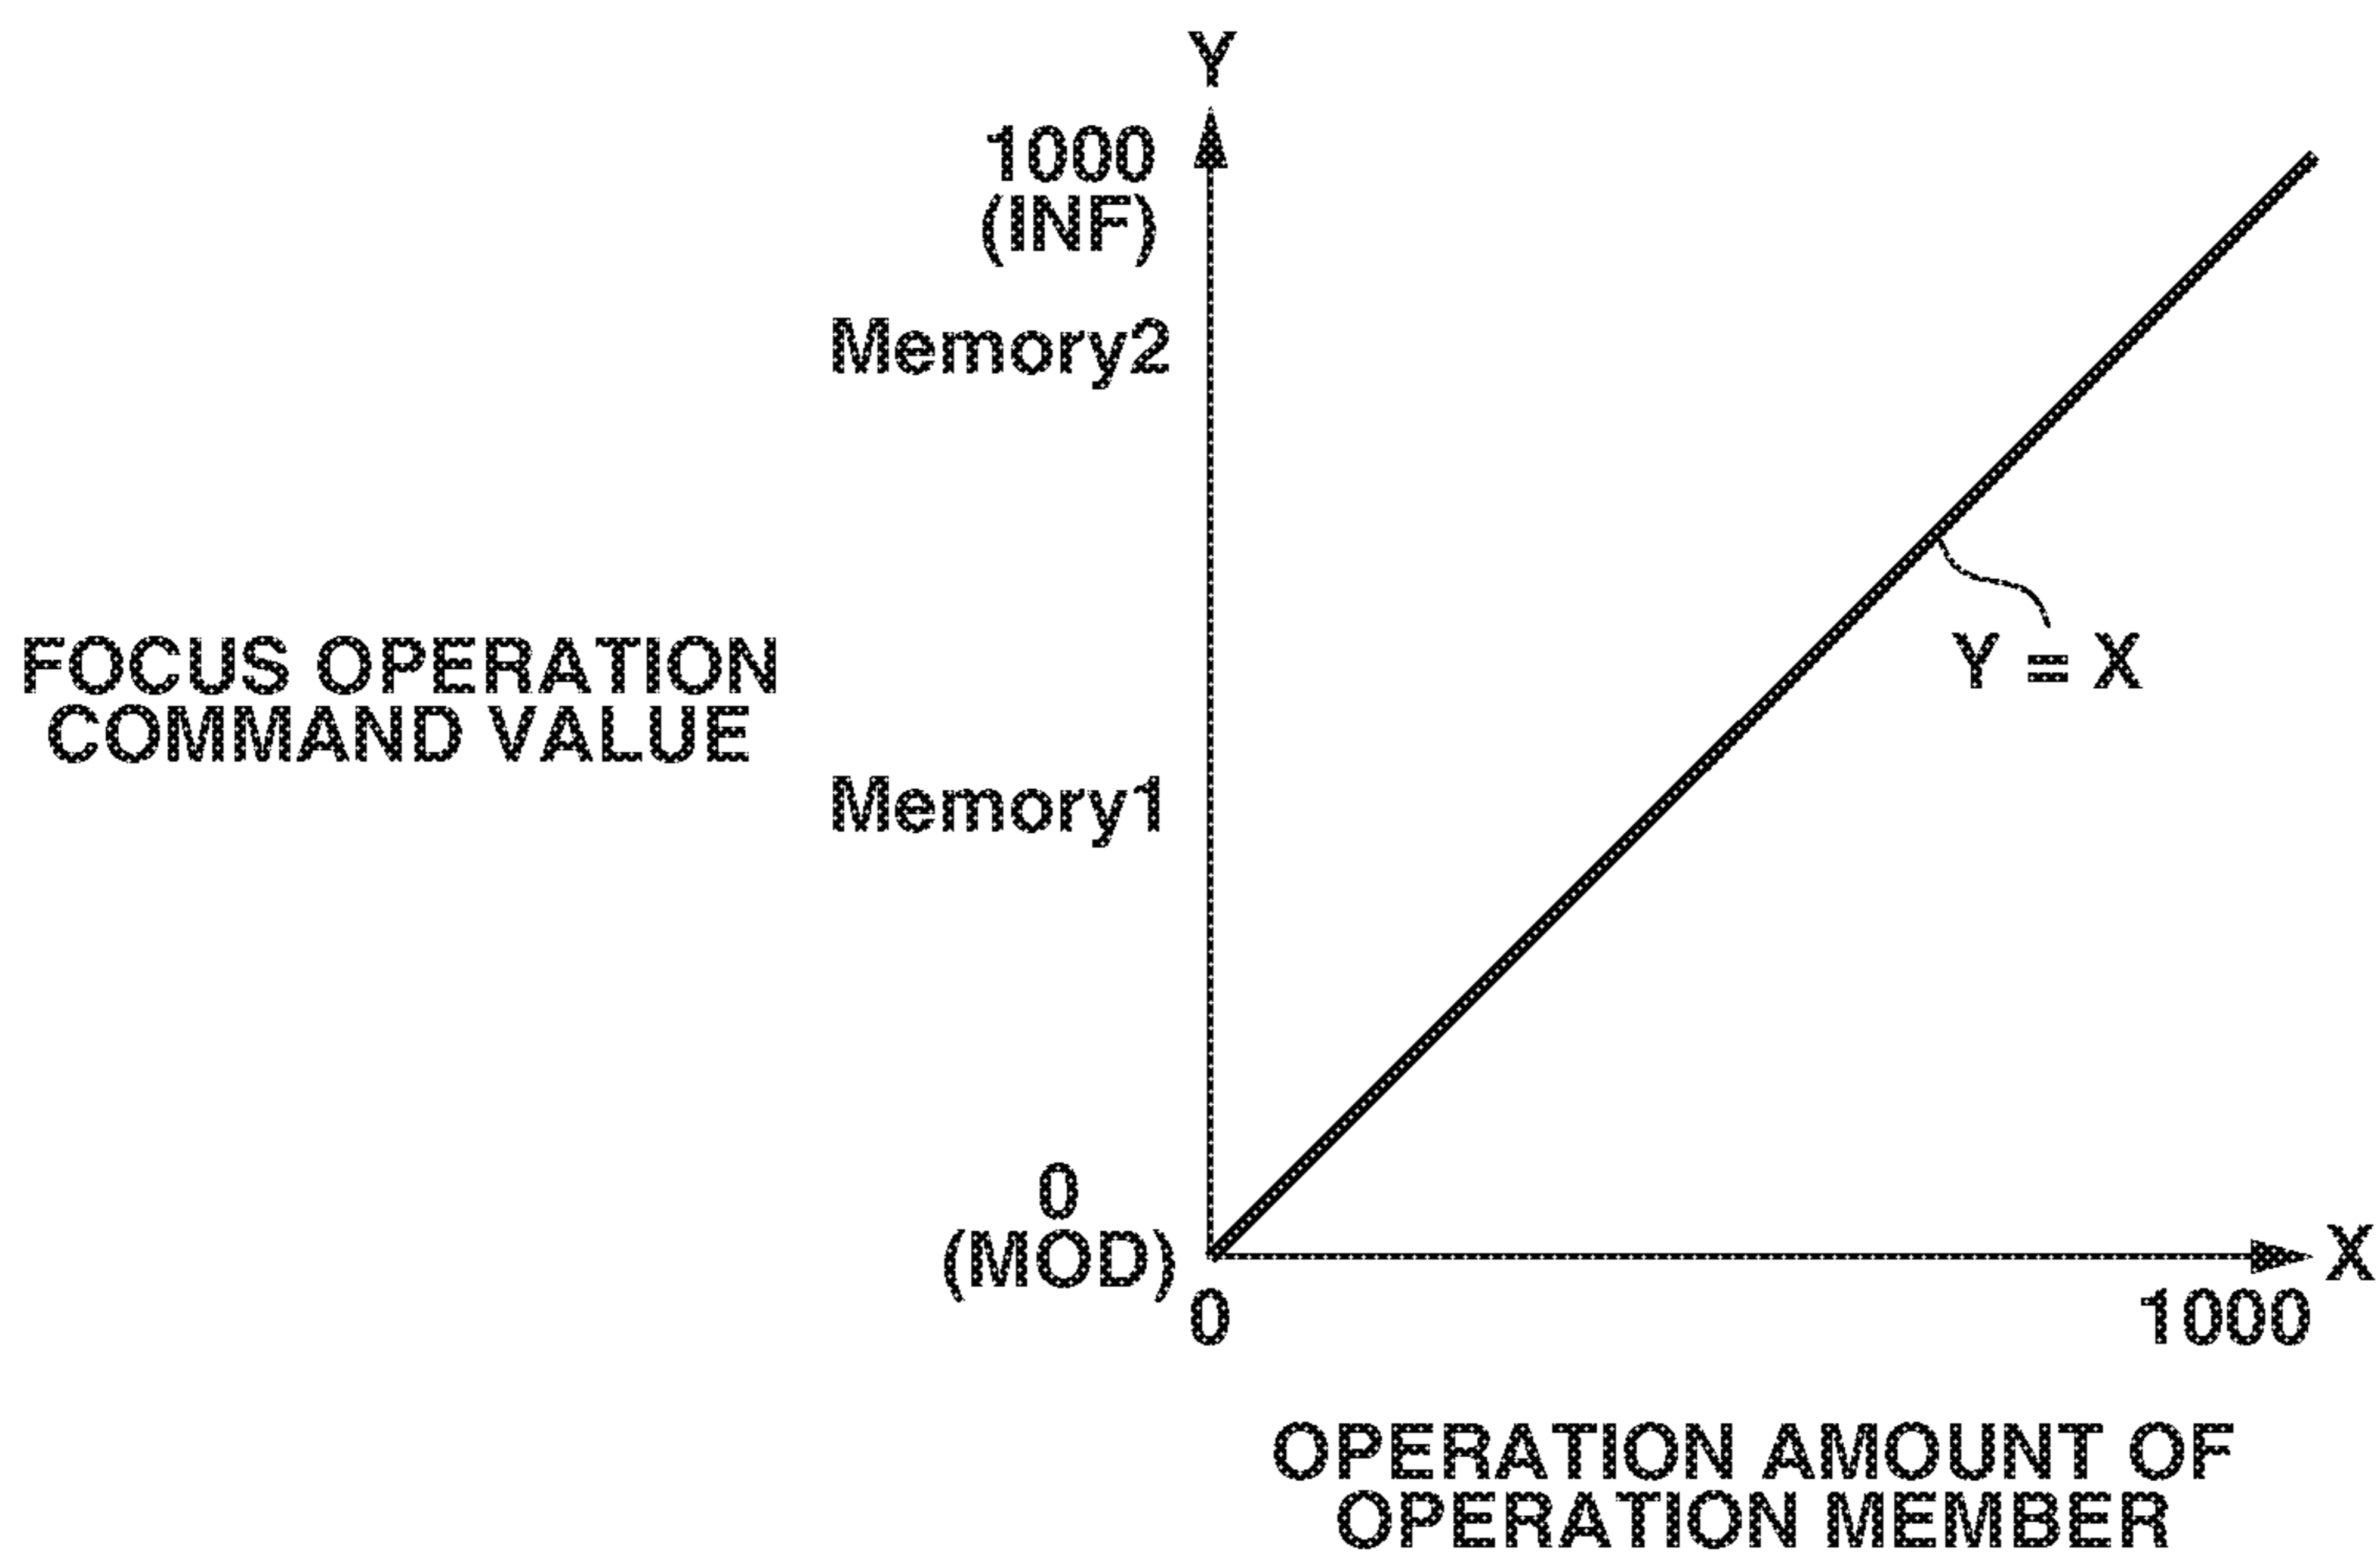 Y
1000
(INF)
Memory2
FOCUS OPERATION
COMMAND VALUE
Y = X
Memory1
0
(MOD)
X
0
1000
OPERATION AMOUNT OF
OPERATION MEMBER